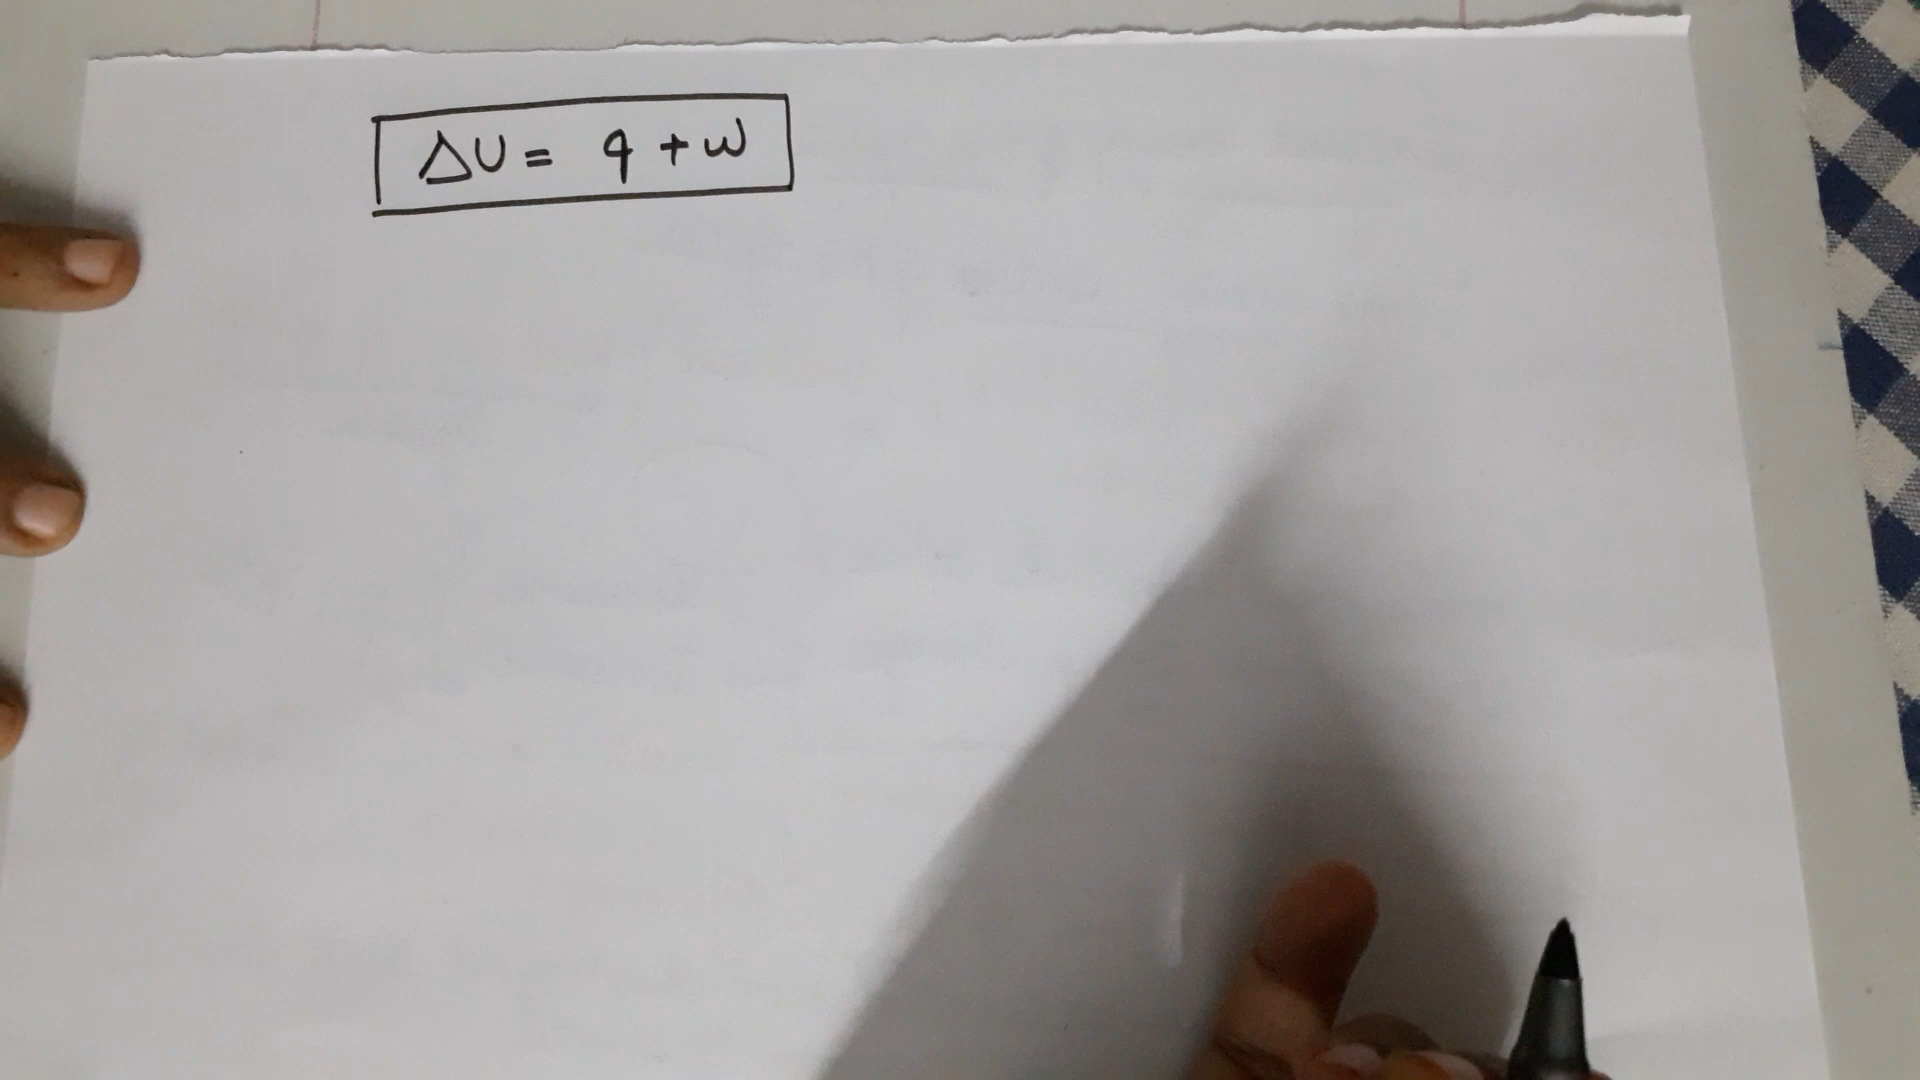 ΔU = q + w